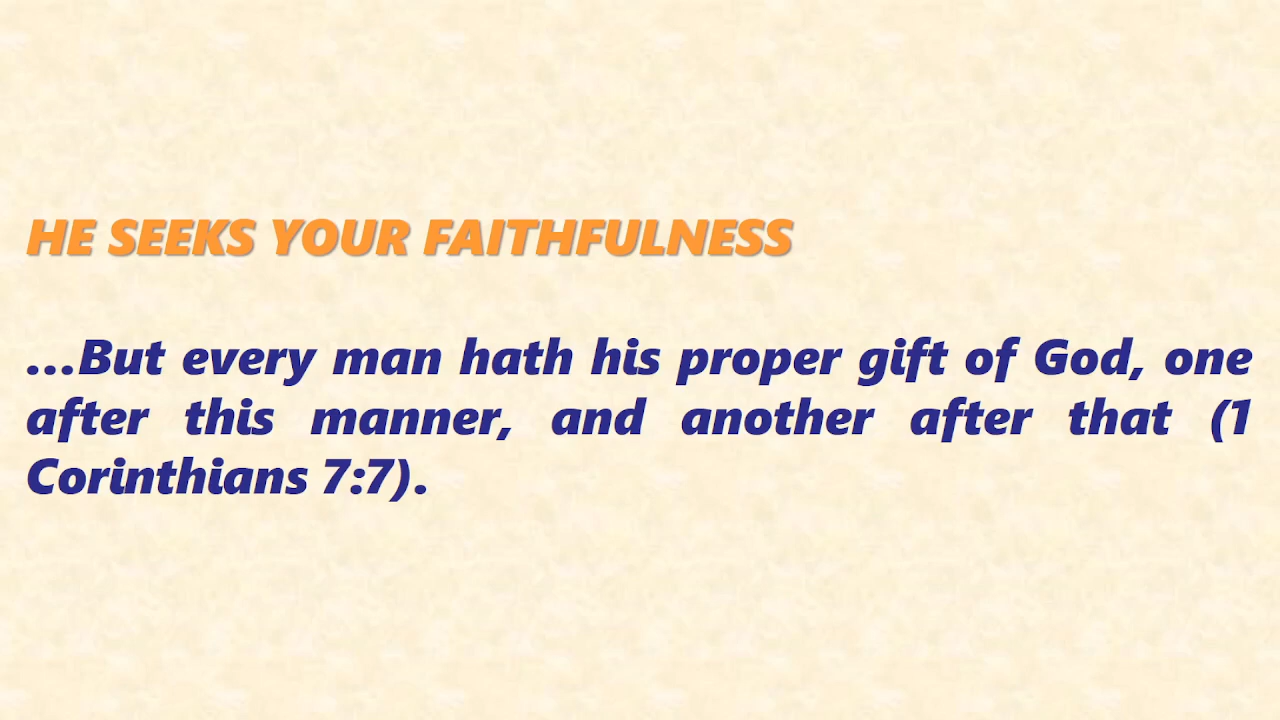 HE SEEKS YOUR FAITHFULNESS
...But every man hath his proper gift of God, one
after this manner, and another after that (1
Corinthians 7:7).